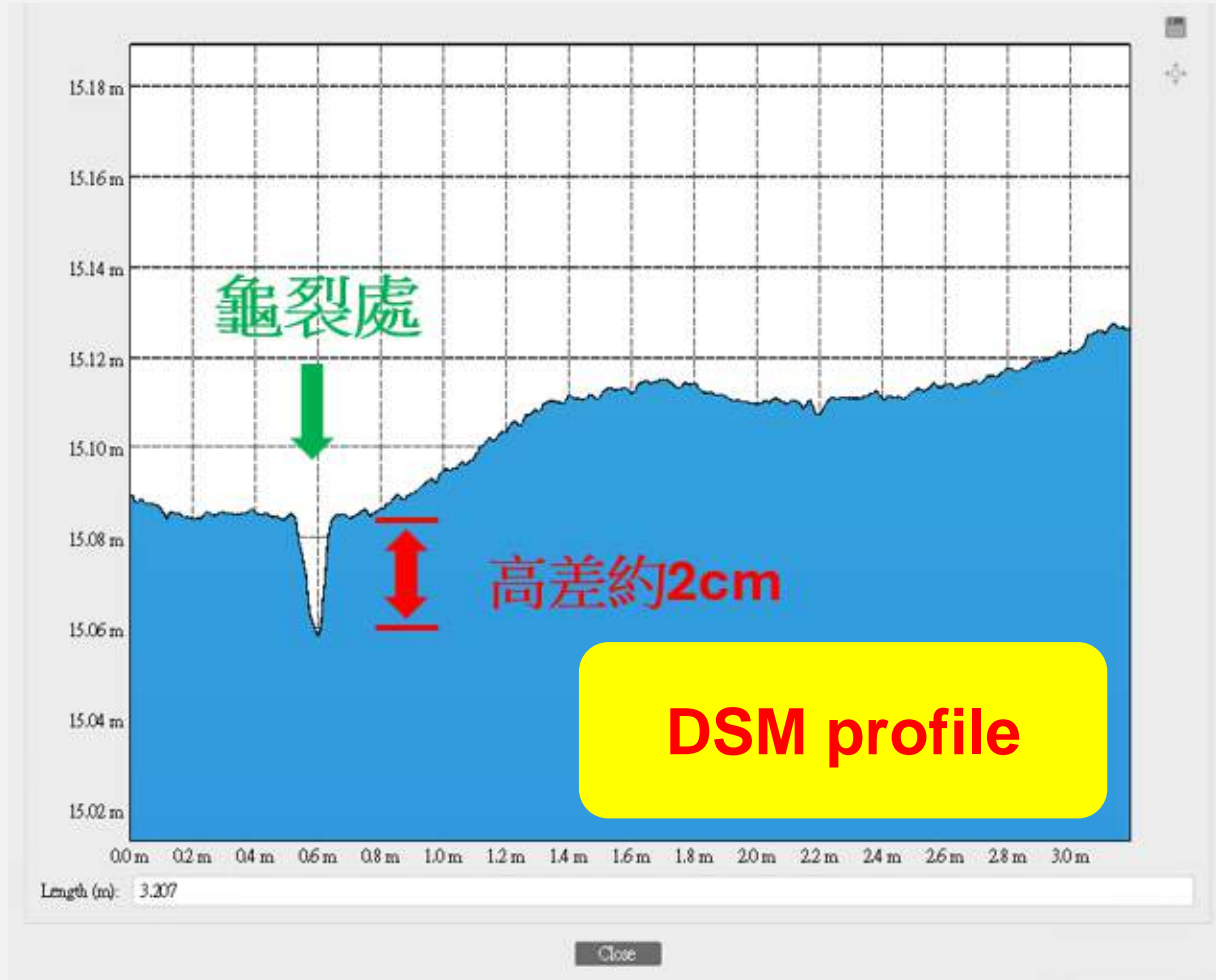 15.18 m
15.16 m
15.14 m
龜裂處
15.12 m
15.10 m
15.08 m
高差約2cm
15.06 m
DSM profile
15.04 m
15.02 m
0.0 m 0.2 m 0.4 m 0.6 m 0.8 m 1.0 m 1.2 m 1.4 m 1.6 m 1.8 m 2.0 m 2.2 m 2.4 m 2.6 m 2.8 m 3.0 m
Length (m): 3.207
Close